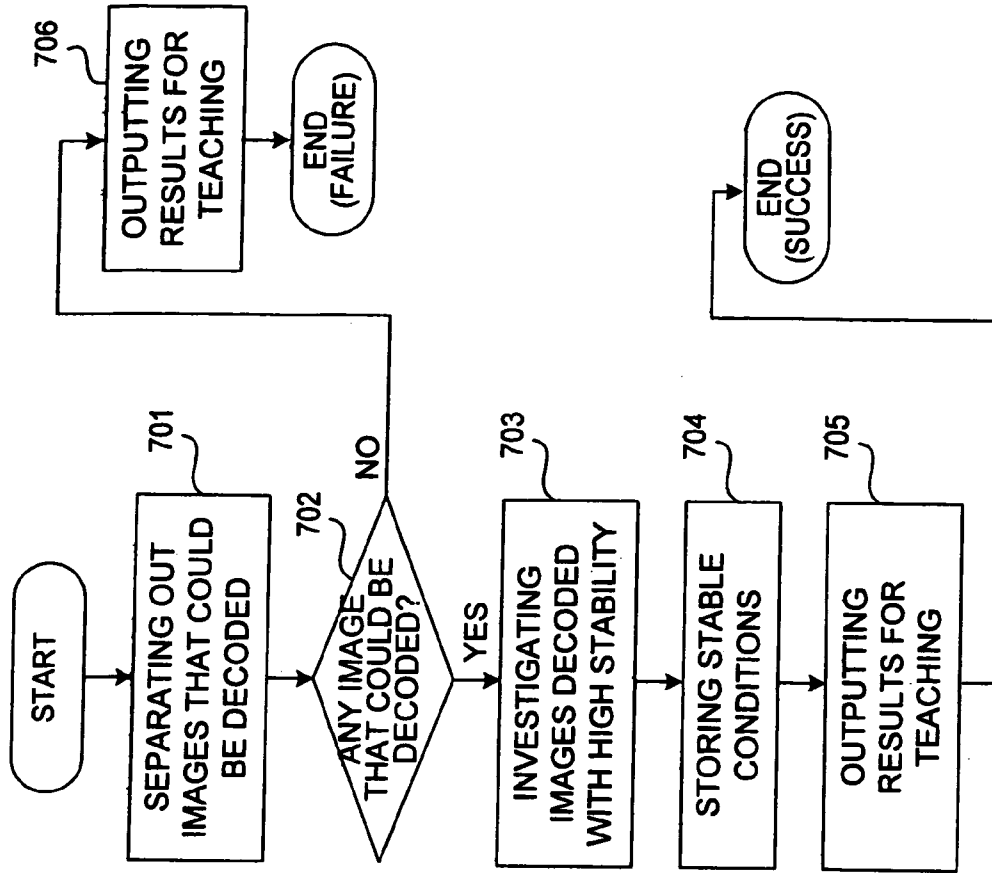 START
701
SEPARATING OUT
IMAGES THAT COULD
BE DECODED
702
ANY IMAGE
THAT COULD BE
DECODED?
NO
YES
703
INVESTIGATING
IMAGES DECODED
WITH HIGH STABILITY
704
STORING STABLE
CONDITIONS
705
OUTPUTTING
RESULTS FOR
TEACHING
706
OUTPUTTING
RESULTS FOR
TEACHING
END
(FAILURE)
END
(SUCCESS)